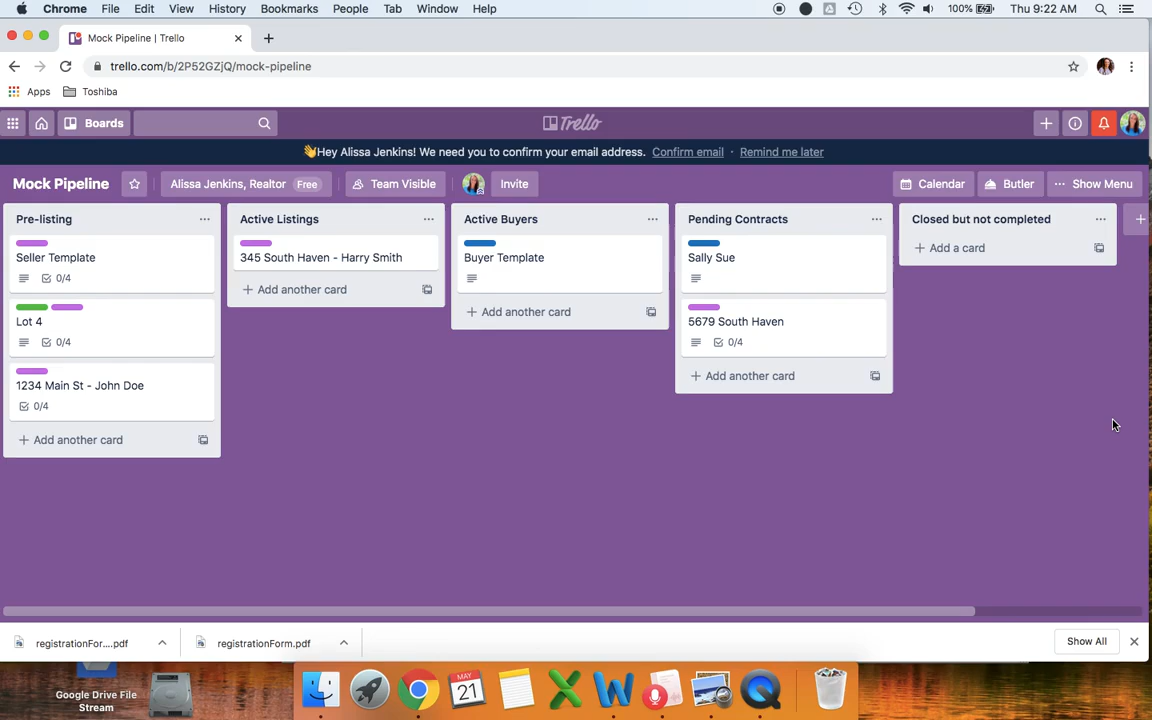 Chrome File Edit View History Bookmarks People Tab Window Help 100% Thu 9:22 AM
Mock Pipeline | Trello
trello.com/b/2P52GZjQ/mock-pipeline
Apps Toshiba
Boards Trello
👋Hey Alissa Jenkins! We need you to confirm your email address. Confirm email · Remind me later
Mock Pipeline Alissa Jenkins, Realtor Free Team Visible Invite Calendar Butler ··· Show Menu
Pre-listing
Seller Template
0/4
Lot 4
0/4
1234 Main St - John Doe
0/4
+ Add another card
Active Listings
345 South Haven - Harry Smith
+ Add another card
Active Buyers
Buyer Template
+ Add another card
Pending Contracts
Sally Sue
5679 South Haven
0/4
+ Add another card
Closed but not completed
+ Add a card
registrationFor....pdf registrationForm.pdf Show All
Google Drive File
Stream
MAY
21